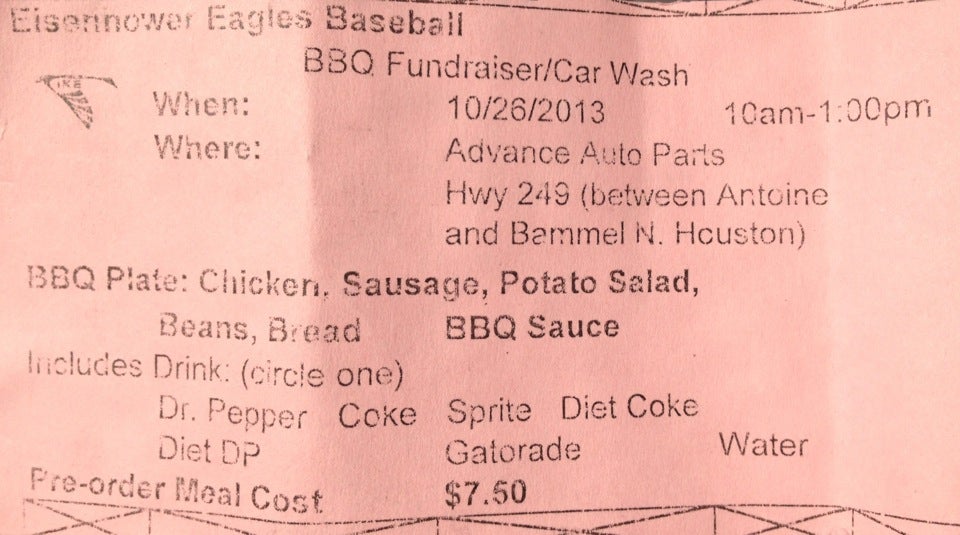 Eisenhower Eagles Baseball
BBQ Fundraiser/Car Wash
IKE
When: 10/26/2013 10am-1:00pm
Where: Advance Auto Parts
Hwy 249 (between Antoine
and Bammel N. Houston)
BBQ Plate: Chicken, Sausage, Potato Salad,
Beans, Bread BBQ Sauce
Includes Drink: (circle one)
Dr. Pepper Coke Sprite Diet Coke
Diet DP Gatorade Water
Pre-order Meal Cost $7.50